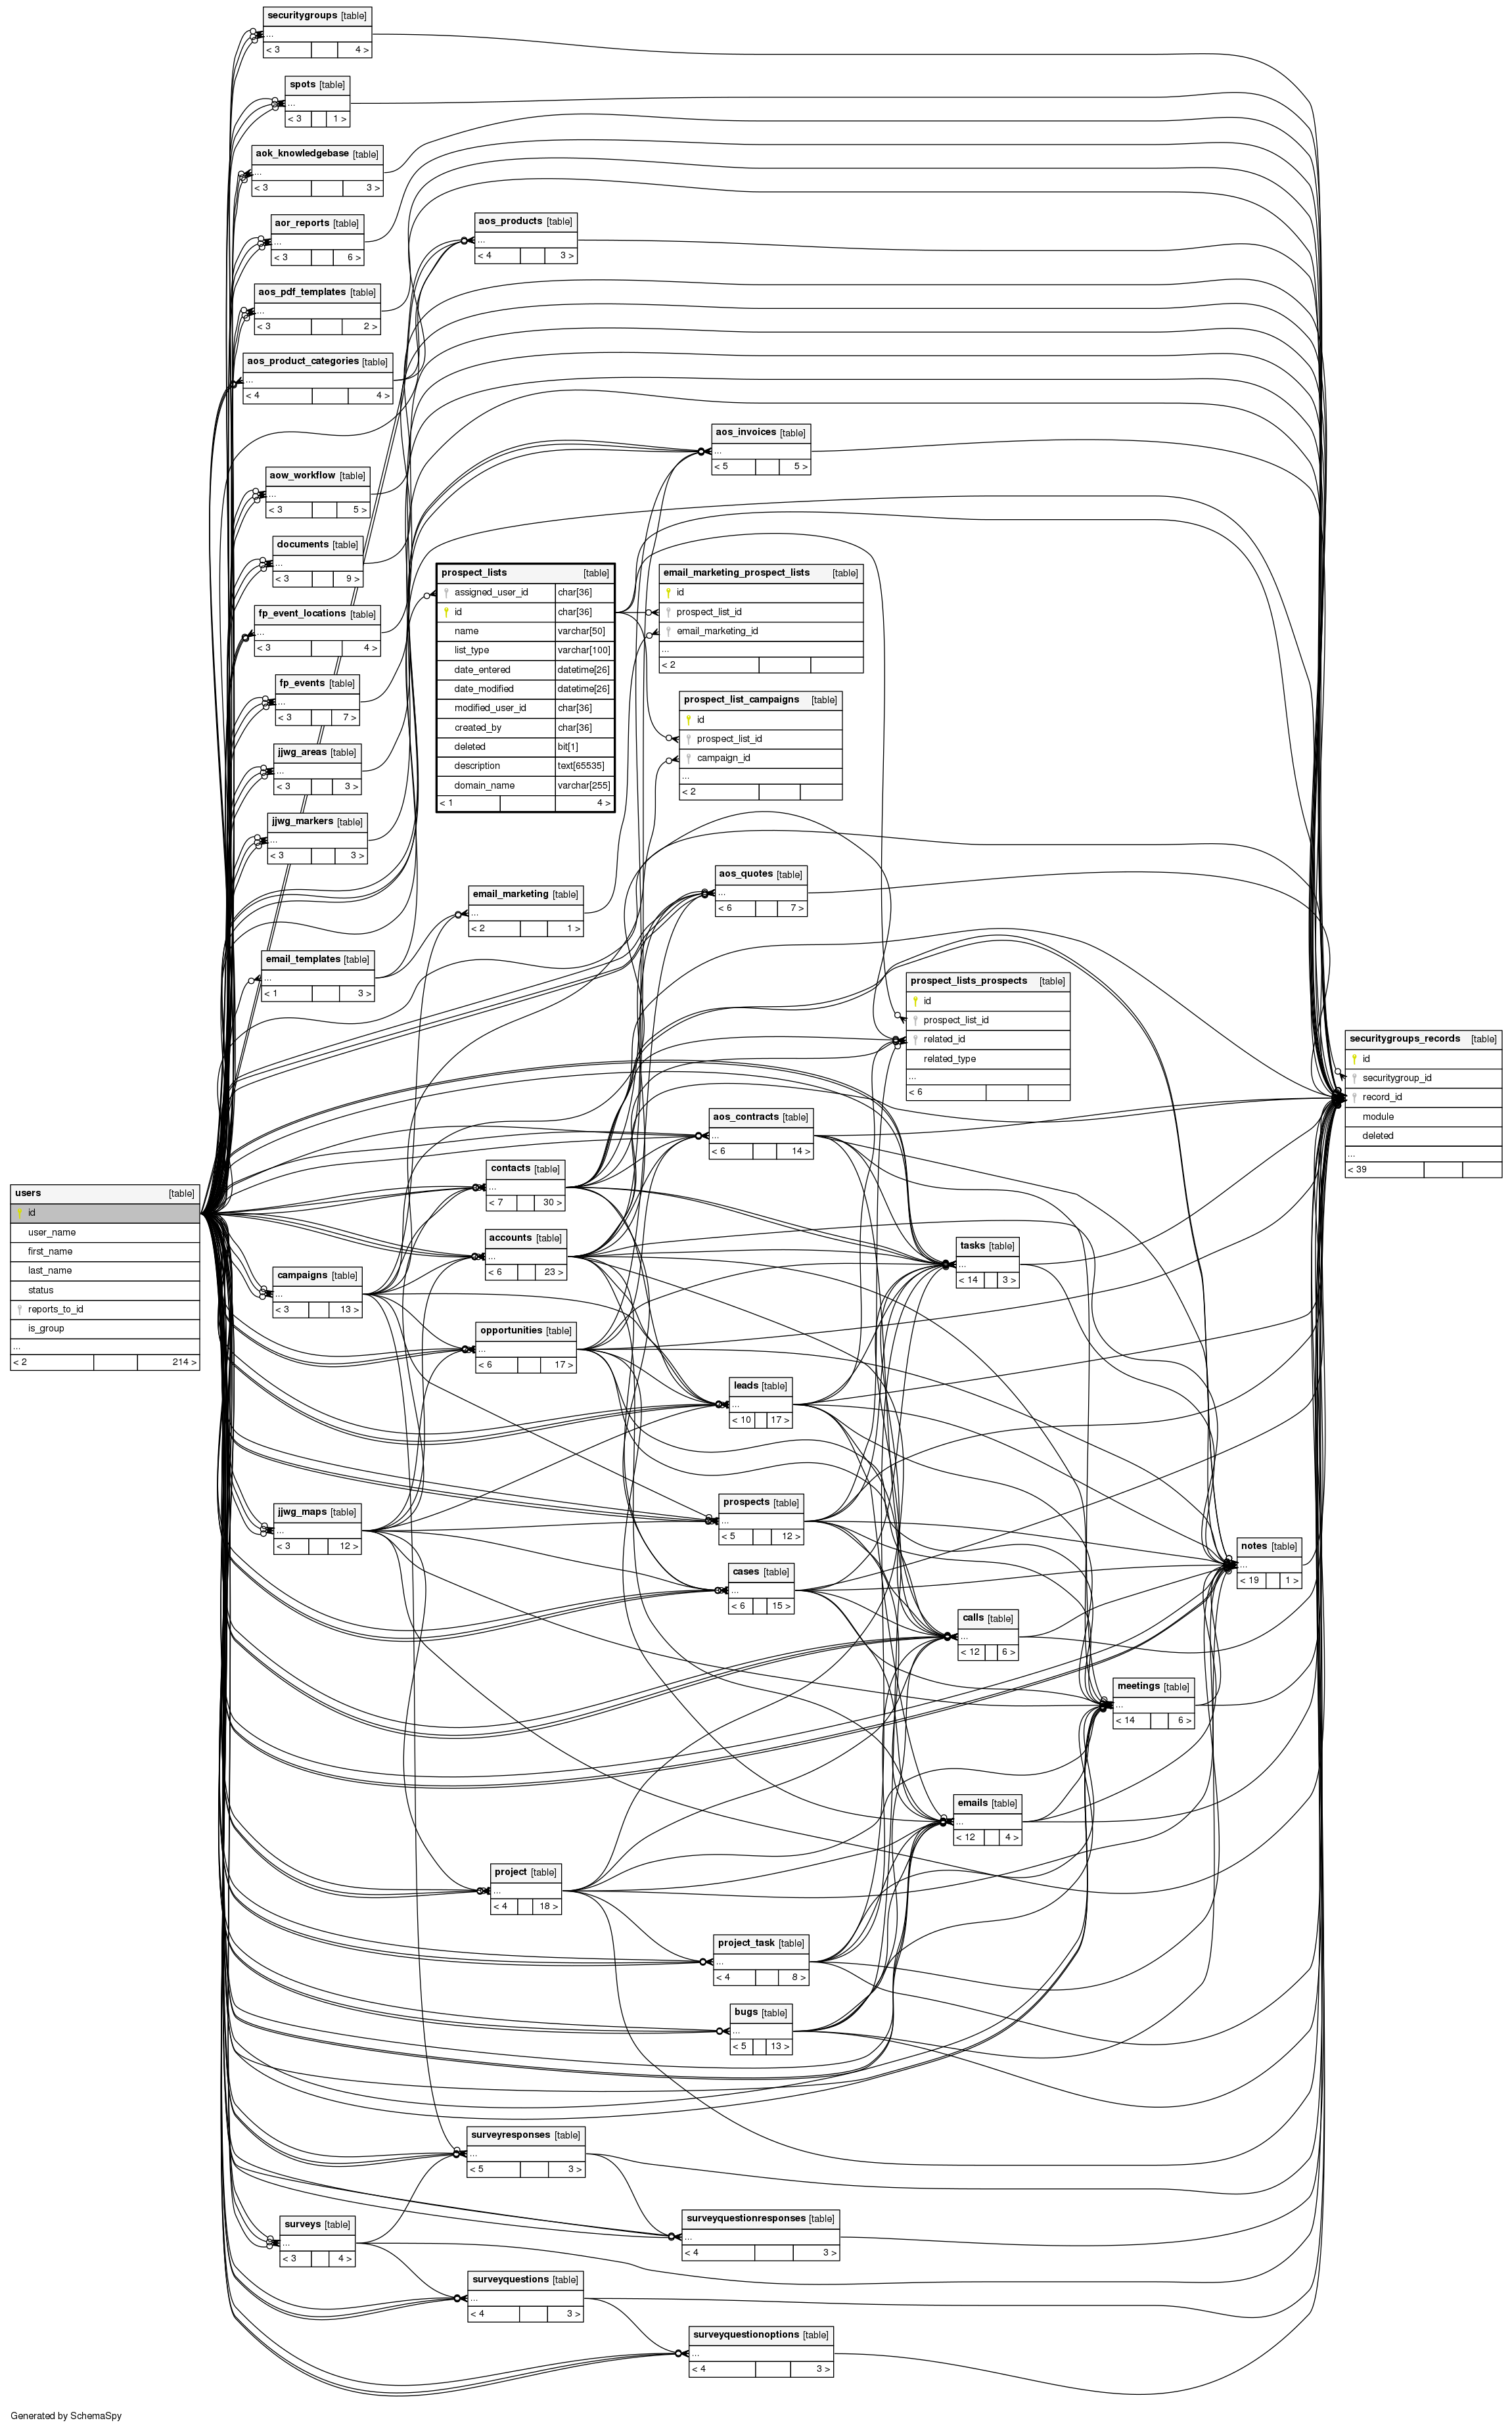 securitygroups [table]
...
< 3 4 >
spots [table]
...
< 3 1 >
aok_knowledgebase [table]
...
< 3 3 >
aor_reports [table]
...
< 3 6 >
aos_products [table]
...
< 4 3 >
aos_pdf_templates [table]
...
< 3 2 >
aos_product_categories [table]
...
< 4 4 >
aos_invoices [table]
...
< 5 5 >
aow_workflow [table]
...
< 3 5 >
documents [table]
...
< 3 9 >
fp_event_locations [table]
...
< 3 4 >
fp_events [table]
...
< 3 7 >
jjwg_areas [table]
...
< 3 3 >
jjwg_markers [table]
...
< 3 3 >
prospect_lists [table]
assigned_user_id char[36]
id char[36]
name varchar[50]
list_type varchar[100]
date_entered datetime[26]
date_modified datetime[26]
modified_user_id char[36]
created_by char[36]
deleted bit[1]
description text[65535]
domain_name varchar[255]
< 1 4 >
email_marketing_prospect_lists [table]
id
prospect_list_id
email_marketing_id
...
< 2
prospect_list_campaigns [table]
id
prospect_list_id
campaign_id
...
< 2
aos_quotes [table]
...
< 6 7 >
email_marketing [table]
...
< 2 1 >
email_templates [table]
...
< 1 3 >
prospect_lists_prospects [table]
id
prospect_list_id
related_id
related_type
...
< 6
securitygroups_records [table]
id
securitygroup_id
record_id
module
deleted
...
< 39
aos_contracts [table]
...
< 6 14 >
contacts [table]
...
< 7 30 >
users [table]
id
user_name
first_name
last_name
status
reports_to_id
is_group
...
< 2 214 >
accounts [table]
...
< 6 23 >
tasks [table]
...
< 14 3 >
campaigns [table]
...
< 3 13 >
opportunities [table]
...
< 6 17 >
leads [table]
...
< 10 17 >
prospects [table]
...
< 5 12 >
jjwg_maps [table]
...
< 3 12 >
notes [table]
...
< 19 1 >
cases [table]
...
< 6 15 >
calls [table]
...
< 12 6 >
meetings [table]
...
< 14 6 >
emails [table]
...
< 12 4 >
project [table]
...
< 4 18 >
project_task [table]
...
< 4 8 >
bugs [table]
...
< 5 13 >
surveyresponses [table]
...
< 5 3 >
surveyquestionresponses [table]
...
< 4 3 >
surveys [table]
...
< 3 4 >
surveyquestions [table]
...
< 4 3 >
surveyquestionoptions [table]
...
< 4 3 >
Generated by SchemaSpy